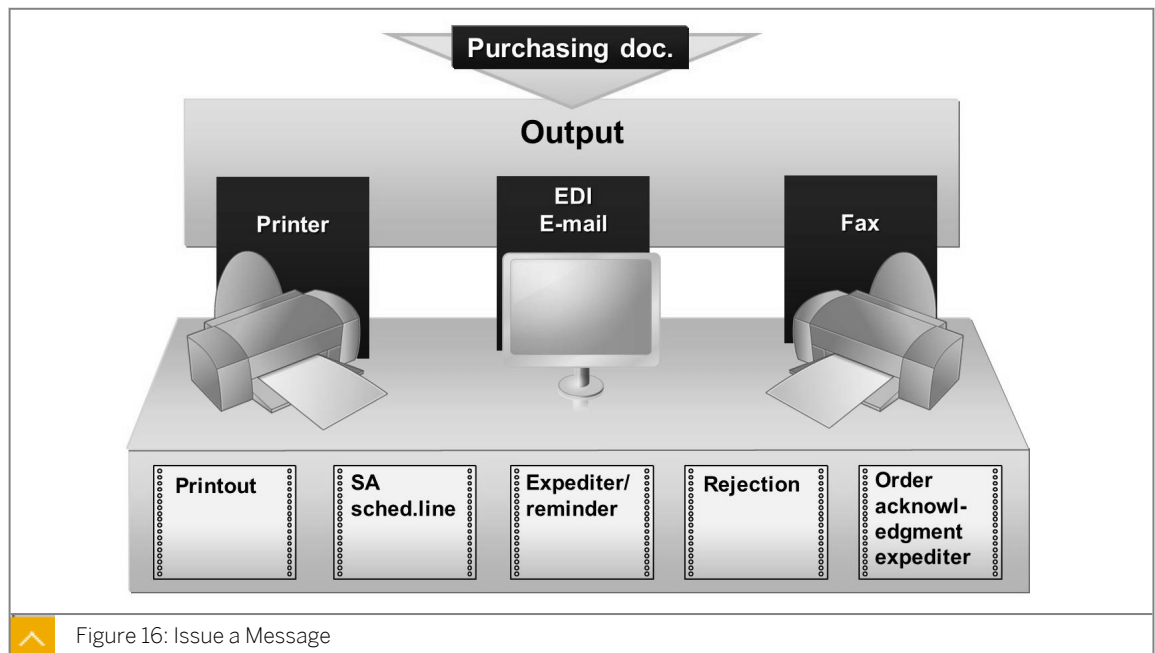 Purchasing doc.
Output
Printer
EDI
E-mail
Fax
Printout
SA
sched.line
Expediter/
reminder
Rejection
Order
acknowl-
edgment
expediter
Figure 16: Issue a Message